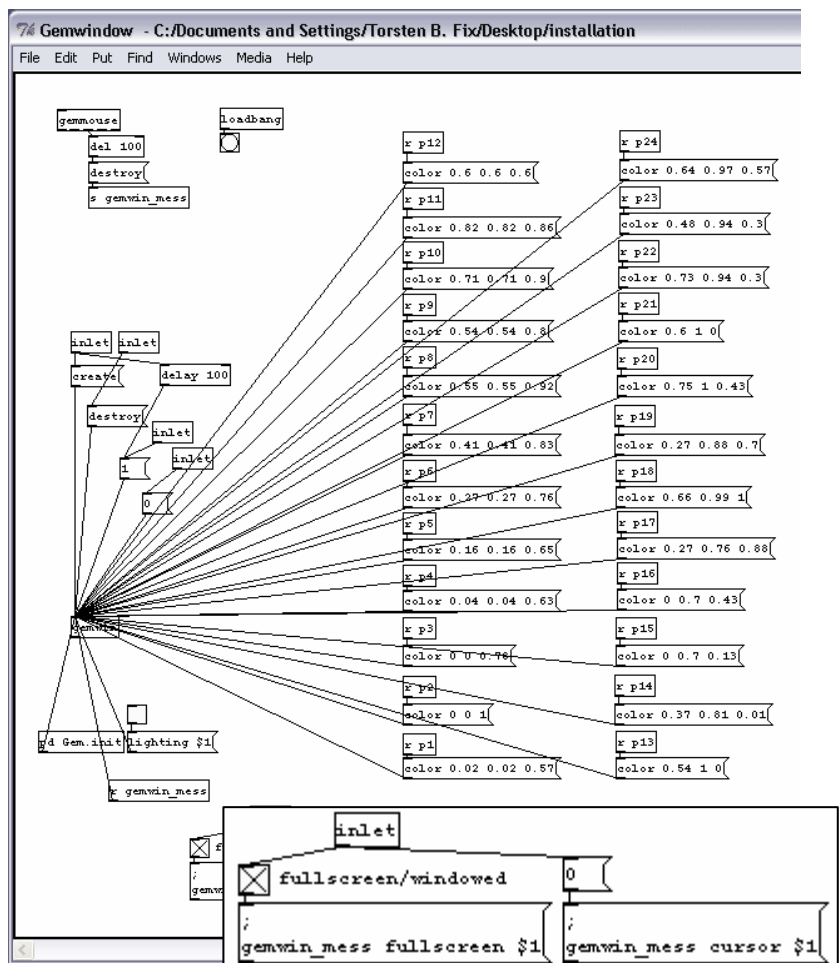 Gemwindow - C:/Documents and Settings/Torsten B. Fix/Desktop/installation
File Edit Put Find Windows Media Help
gemmouse
del 100
destroy
s gemwin_mess
loadbang
inlet inlet
create delay 100
destroy
inlet
1 inlet
0
gemwin
pd Gem.init lighting $1
r gemwin_mess
r p12
color 0.6 0.6 0.6
r p11
color 0.82 0.82 0.86
r p10
color 0.71 0.71 0.9
r p9
color 0.54 0.54 0.8
r p8
color 0.55 0.55 0.92
r p7
color 0.41 0.41 0.83
r p6
color 0.27 0.27 0.76
r p5
color 0.16 0.16 0.65
r p4
color 0.04 0.04 0.63
r p3
color 0 0 0.78
r p2
color 0 0 1
r p1
color 0.02 0.02 0.57
r p24
color 0.64 0.97 0.57
r p23
color 0.48 0.94 0.3
r p22
color 0.73 0.94 0.3
r p21
color 0.6 1 0
r p20
color 0.75 1 0.43
r p19
color 0.27 0.88 0.7
r p18
color 0.66 0.99 1
r p17
color 0.27 0.76 0.88
r p16
color 0 0.7 0.43
r p15
color 0 0.7 0.13
r p14
color 0.37 0.81 0.01
r p13
color 0.54 1 0
;
inlet
fullscreen/windowed 0
; ;
gemwin_mess fullscreen $1 gemwin_mess cursor $1